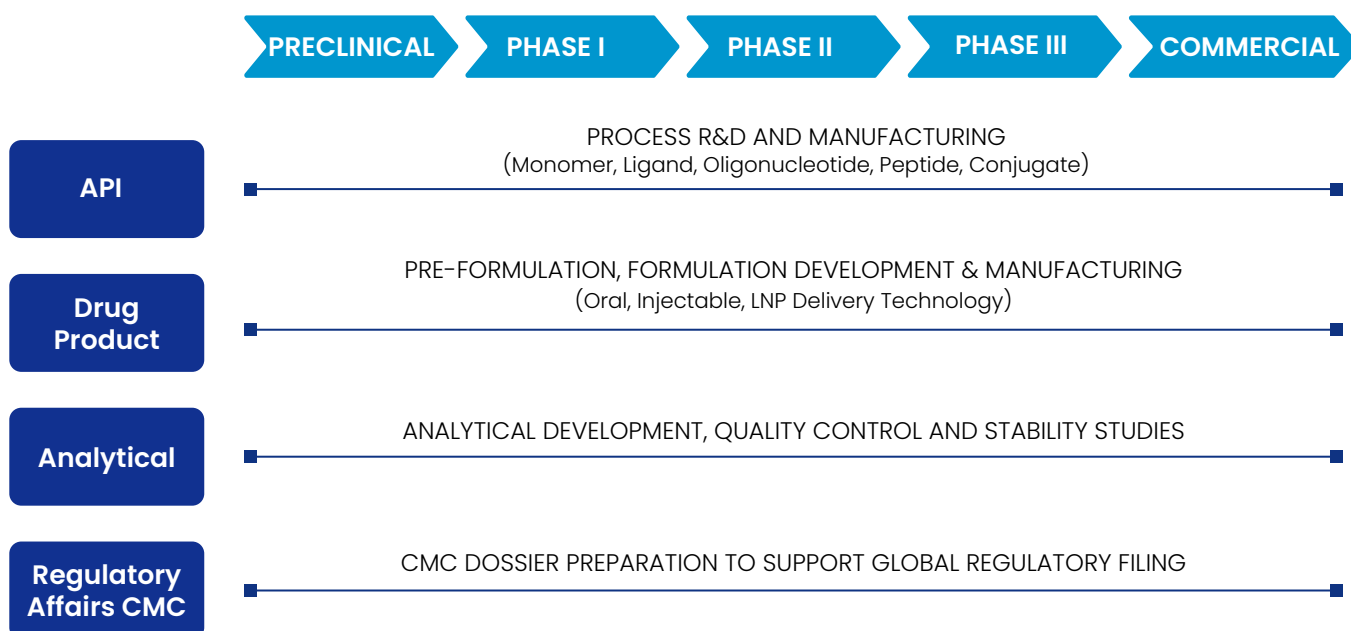 PRECLINICAL
PHASE I
PHASE II
PHASE III
COMMERCIAL
API
PROCESS R&D AND MANUFACTURING
(Monomer, Ligand, Oligonucleotide, Peptide, Conjugate)
Drug
Product
PRE-FORMULATION, FORMULATION DEVELOPMENT & MANUFACTURING
(Oral, Injectable, LNP Delivery Technology)
Analytical
ANALYTICAL DEVELOPMENT, QUALITY CONTROL AND STABILITY STUDIES
Regulatory
Affairs CMC
CMC DOSSIER PREPARATION TO SUPPORT GLOBAL REGULATORY FILING